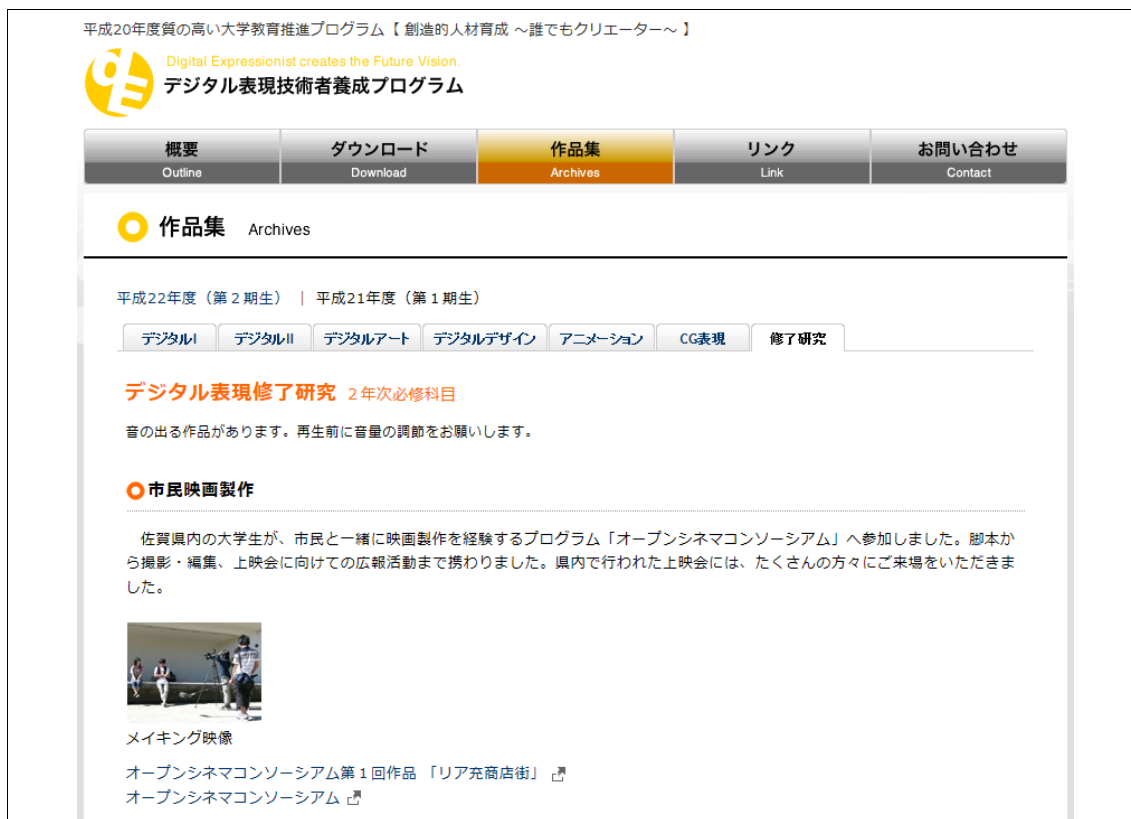 平成20年度質の高い大学教育推進プログラム【 創造的人材育成 ～誰でもクリエーター～ 】
dE
Digital Expressionist creates the Future Vision.
デジタル表現技術者養成プログラム
概要 ダウンロード 作品集 リンク お問い合わせ
Outline Download Archives Link Contact
作品集 Archives
平成22年度（第２期生） | 平成21年度（第１期生）
デジタルI デジタルII デジタルアート デジタルデザイン アニメーション CG表現 修了研究
デジタル表現修了研究 ２年次必修科目
音の出る作品があります。再生前に音量の調節をお願いします。
市民映画製作
佐賀県内の大学生が、市民と一緒に映画製作を経験するプログラム「オープンシネマコンソーシアム」へ参加しました。脚本か
ら撮影・編集、上映会に向けての広報活動まで携わりました。県内で行われた上映会には、たくさんの方々にご来場をいただきま
した。
メイキング映像
オープンシネマコンソーシアム第１回作品 「リア充商店街」
オープンシネマコンソーシアム